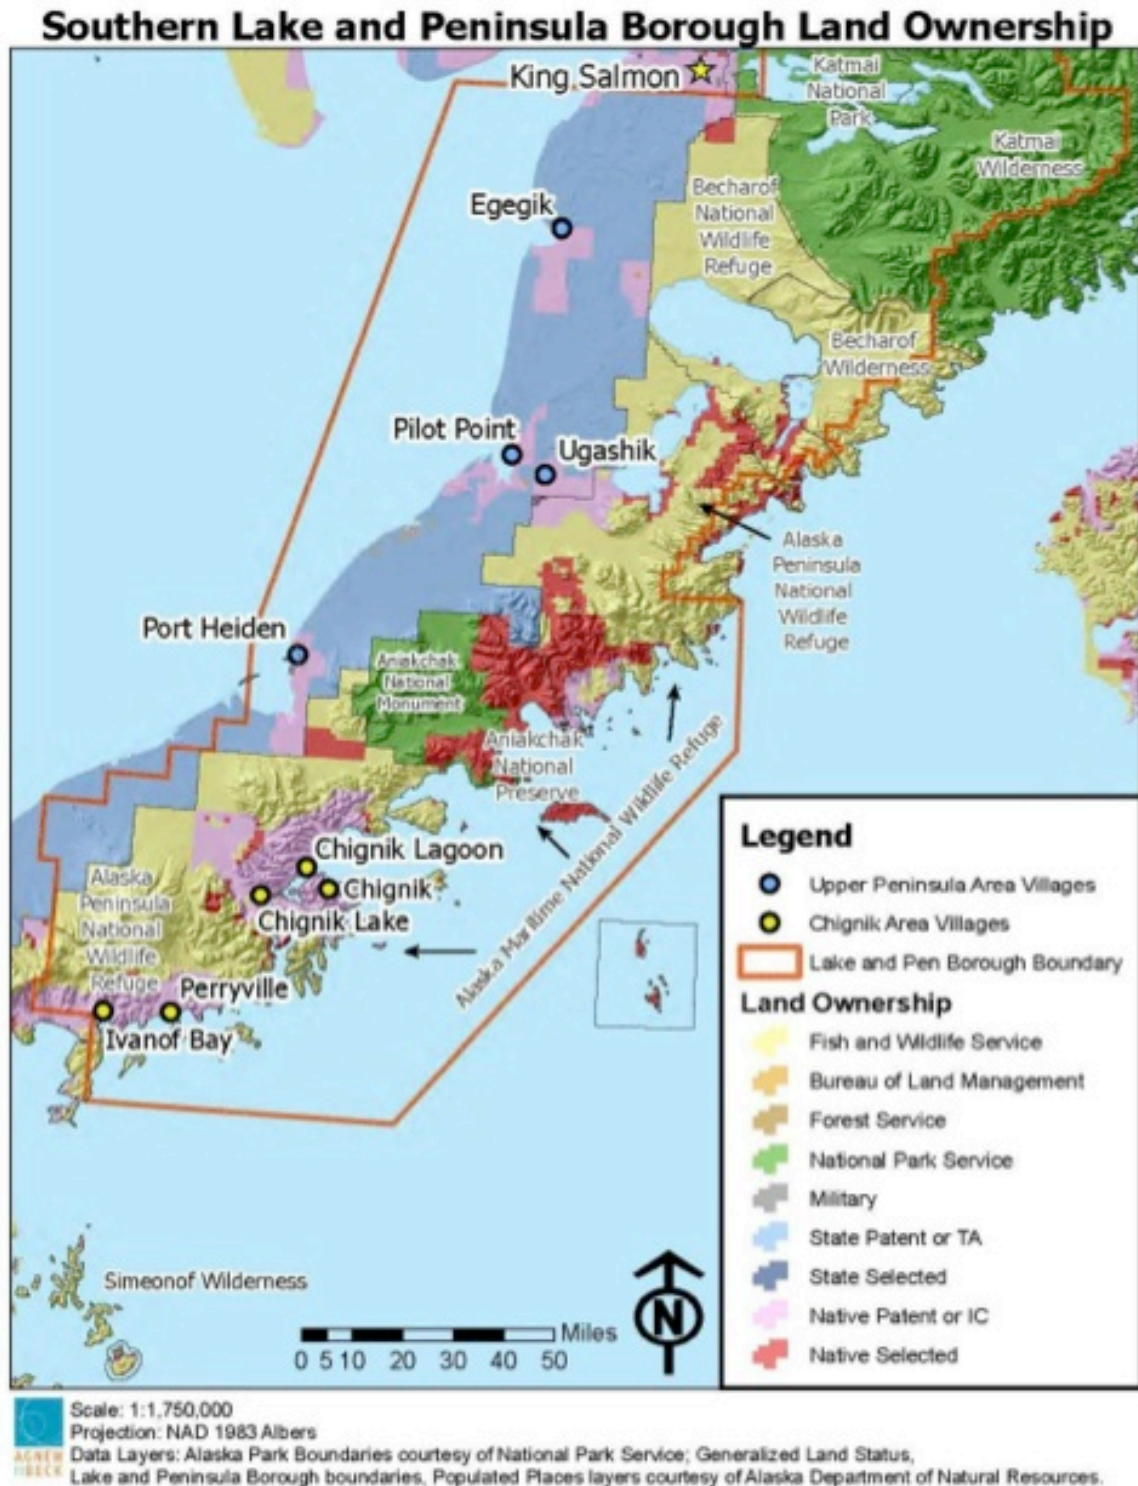 Southern Lake and Peninsula Borough Land Ownership
King Salmon
Katmai
National
Park
Katmai
Wilderness
Egegik
Becharof
National
Wildlife
Refuge
Becharof
Wilderness
Pilot Point
Ugashik
Alaska
Peninsula
National
Wildlife
Refuge
Port Heiden
Aniakchak
National
Monument
Aniakchak
National
Preserve
Alaska Maritime National Wildlife Refuge
Chignik Lagoon
Chignik
Chignik Lake
Alaska
Peninsula
National
Wildlife
Refuge
Perryville
Ivanof Bay
Simeonof Wilderness
N
Miles
0 5 10 20 30 40 50
Legend
Upper Peninsula Area Villages
Chignik Area Villages
Lake and Pen Borough Boundary
Land Ownership
Fish and Wildlife Service
Bureau of Land Management
Forest Service
National Park Service
Military
State Patent or TA
State Selected
Native Patent or IC
Native Selected
AGNEW
::BECK
Scale: 1:1,750,000
Projection: NAD 1983 Albers
Data Layers: Alaska Park Boundaries courtesy of National Park Service; Generalized Land Status,
Lake and Peninsula Borough boundaries, Populated Places layers courtesy of Alaska Department of Natural Resources.